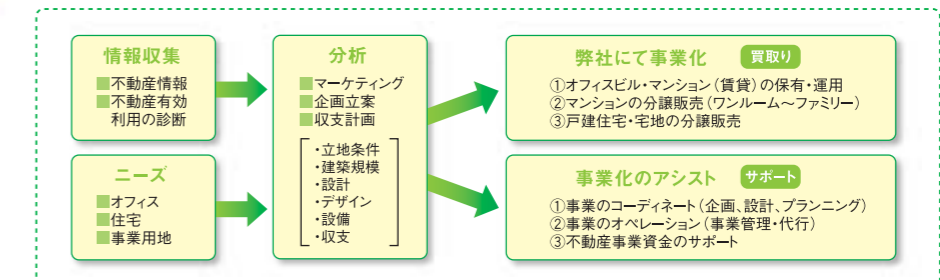 情報収集
■不動産情報
■不動産有効
利用の診断
ニーズ
■オフィス
■住宅
■事業用地
分析
■マーケティング
■企画立案
■収支計画
・立地条件
・建築規模
・設計
・デザイン
・設備
・収支
弊社にて事業化 買取り
①オフィスビル・マンション(賃貸)の保有・運用
②マンションの分譲販売(ワンルーム〜ファミリー)
③戸建住宅・宅地の分譲販売
事業化のアシスト サポート
①事業のコーディネート(企画、設計、プランニング)
②事業のオペレーション(事業管理・代行)
③不動産事業資金のサポート